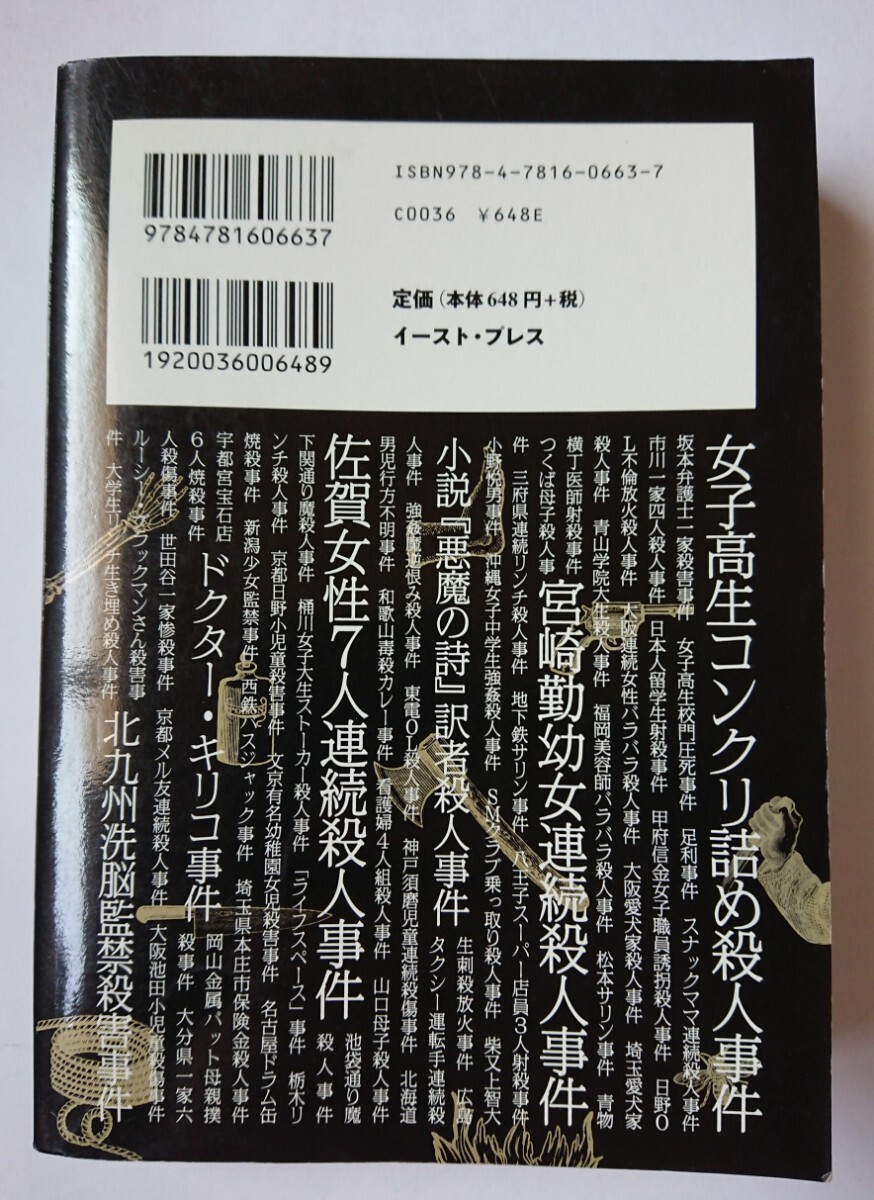 ISBN978-4-7816-0663-7
C0036 ¥648E
9784781606637
定価(本体648円+税)
イースト・プレス
1920036006489
女子高生コンクリ詰め殺人事件
坂本弁護士一家殺害事件 女子高生校門圧死事件 足利事件 スナックママ連続殺人事件
市川一家四人殺人事件 日本人留学生射殺事件 甲府信金女子職員誘拐殺人事件 日野O
L不倫放火殺人事件 大阪連続女性バラバラ殺人事件 大阪愛犬家殺人事件 埼玉愛犬家
殺人事件 青山学院大生殺人事件 福岡美容師バラバラ殺人事件 松本サリン事件 青物
横丁医師射殺事件
つくば母子殺人事
宮崎勤幼女連続殺人事件
件 三府県連続リンチ殺人事件 地下鉄サリン事件 八王子スーパー店員3人射殺事件
小野悦男事件 沖縄女子中学生強姦殺人事件 SMクラブ乗っ取り殺人事件 柴又上智大
小説『悪魔の詩』訳者殺人事件
生刺殺放火事件 広島
タクシー運転手連続殺
人事件 強姦魔逆恨み殺人事件 東電OL殺人事件 神戸須磨児童連続殺傷事件 北海道
男児行方不明事件 和歌山毒殺カレー事件 看護婦4人組殺人事件 山口母子殺人事件
佐賀女性7人連続殺人事件
池袋通り魔
殺人事件
下関通り魔殺人事件 桶川女子大生ストーカー殺人事件 「ライフスペース」事件 栃木リ
ンチ殺人事件 京都日野小児童殺害事件 文京有名幼稚園女児殺害事件 名古屋ドラム缶
焼殺事件 新潟少女監禁事件 西鉄バスジャック事件 埼玉県本庄市保険金殺人事件
宇都宮宝石店
6人焼殺事件
ドクター・キリコ事件
岡山金属バット母親撲
殺事件 大分県一家六
人殺傷事件 世田谷一家惨殺事件 京都メル友連続殺人事件 大阪池田小児童殺傷事件
ルーシー・ブラックマンさん殺害事
件 大学生リンチ生き埋め殺人事件
北九州洗脳監禁殺害事件